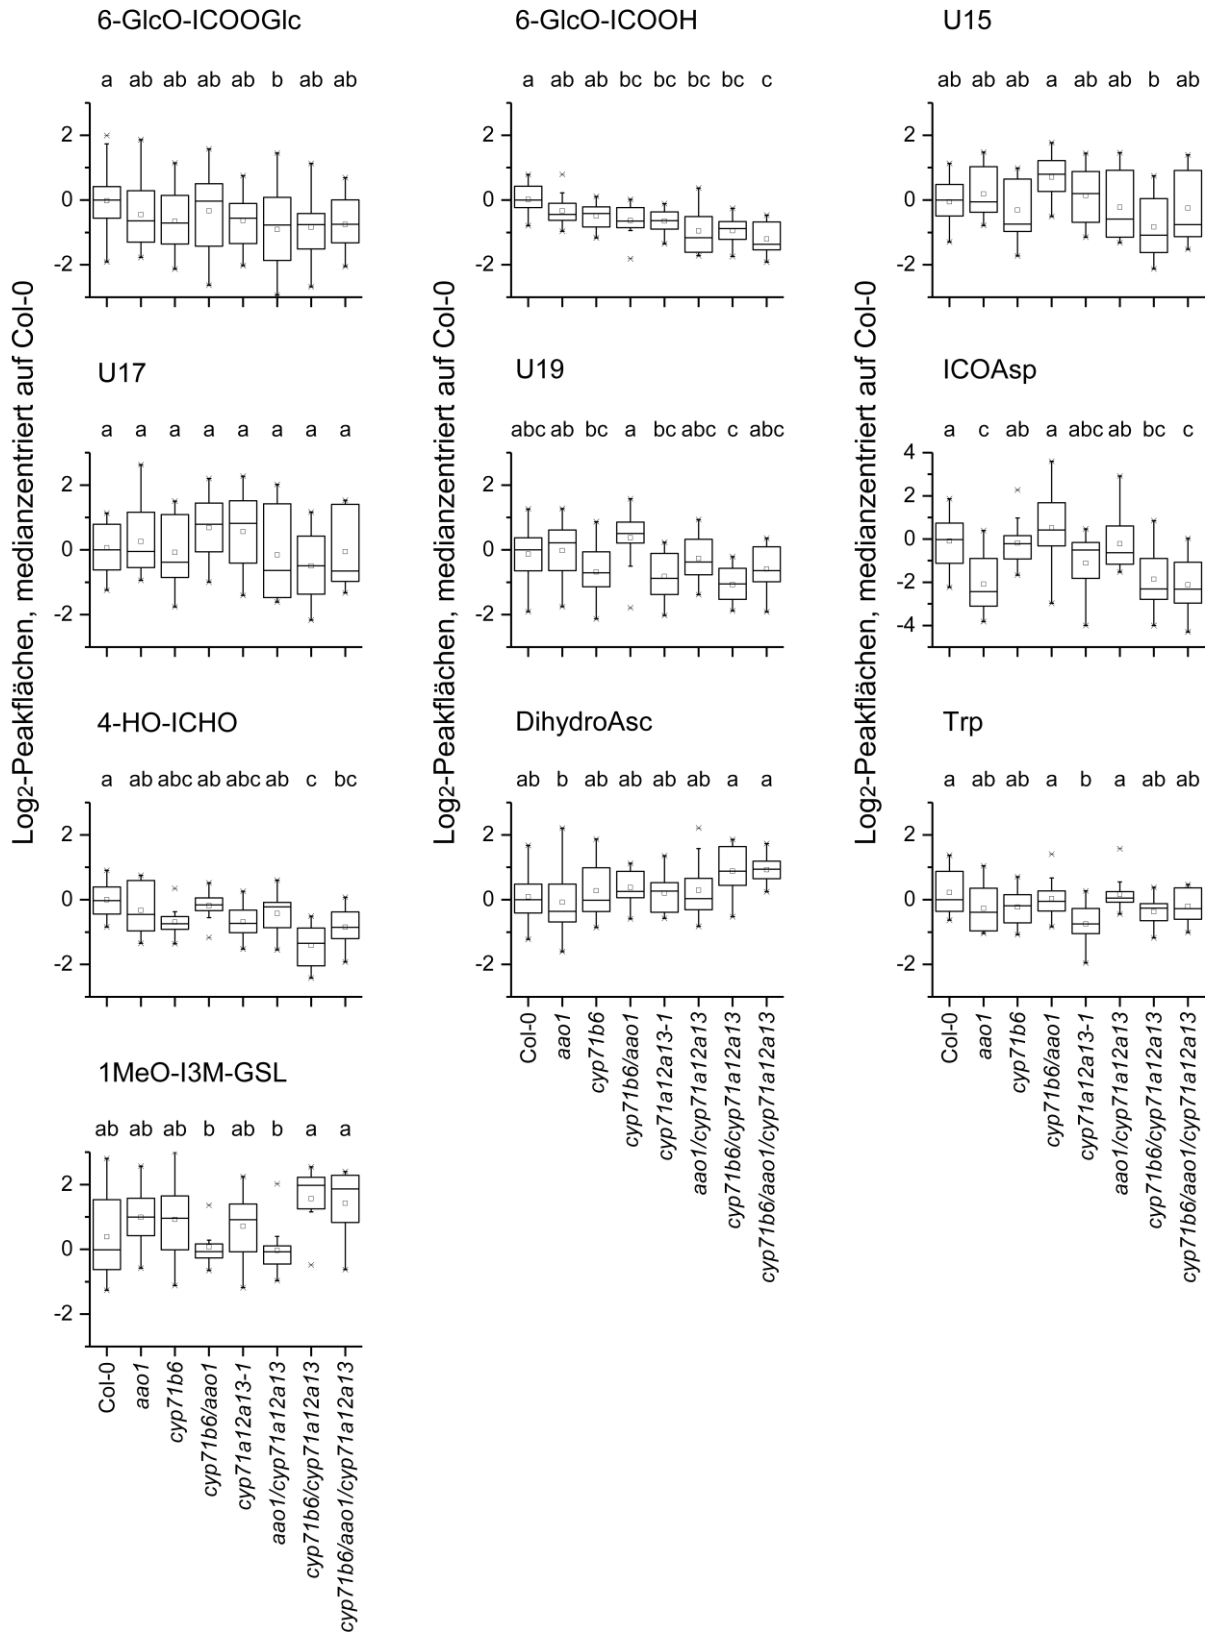 6-GlcO-ICOOGlc
a ab ab ab ab b ab ab
2
0
-2
6-GlcO-ICOOH
a ab ab bc bc bc bc c
2
0
-2
U15
ab ab ab a ab ab b ab
2
0
-2
U17
a a a a a a a a
2
0
-2
U19
abc ab bc a bc abc c abc
2
0
-2
ICOAsp
a c ab a abc ab bc c
4
2
0
-2
-4
Log2-Peakflächen, medianzentriert auf Col-0
Log2-Peakflächen, medianzentriert auf Col-0
Log2-Peakflächen, medianzentriert auf Col-0
4-HO-ICHO
a ab abc ab abc ab c bc
2
0
-2
DihydroAsc
ab b ab ab ab ab a a
2
0
-2
Col-0
aao1
cyp71b6
cyp71b6/aao1
cyp71a12a13-1
aao1/cyp71a12a13
cyp71b6/cyp71a12a13
cyp71b6/aao1/cyp71a12a13
Trp
a ab ab a b a ab ab
2
0
-2
Col-0
aao1
cyp71b6
cyp71b6/aao1
cyp71a12a13-1
aao1/cyp71a12a13
cyp71b6/cyp71a12a13
cyp71b6/aao1/cyp71a12a13
1MeO-I3M-GSL
ab ab ab b ab b a a
2
0
-2
Col-0
aao1
cyp71b6
cyp71b6/aao1
cyp71a12a13-1
aao1/cyp71a12a13
cyp71b6/cyp71a12a13
cyp71b6/aao1/cyp71a12a13